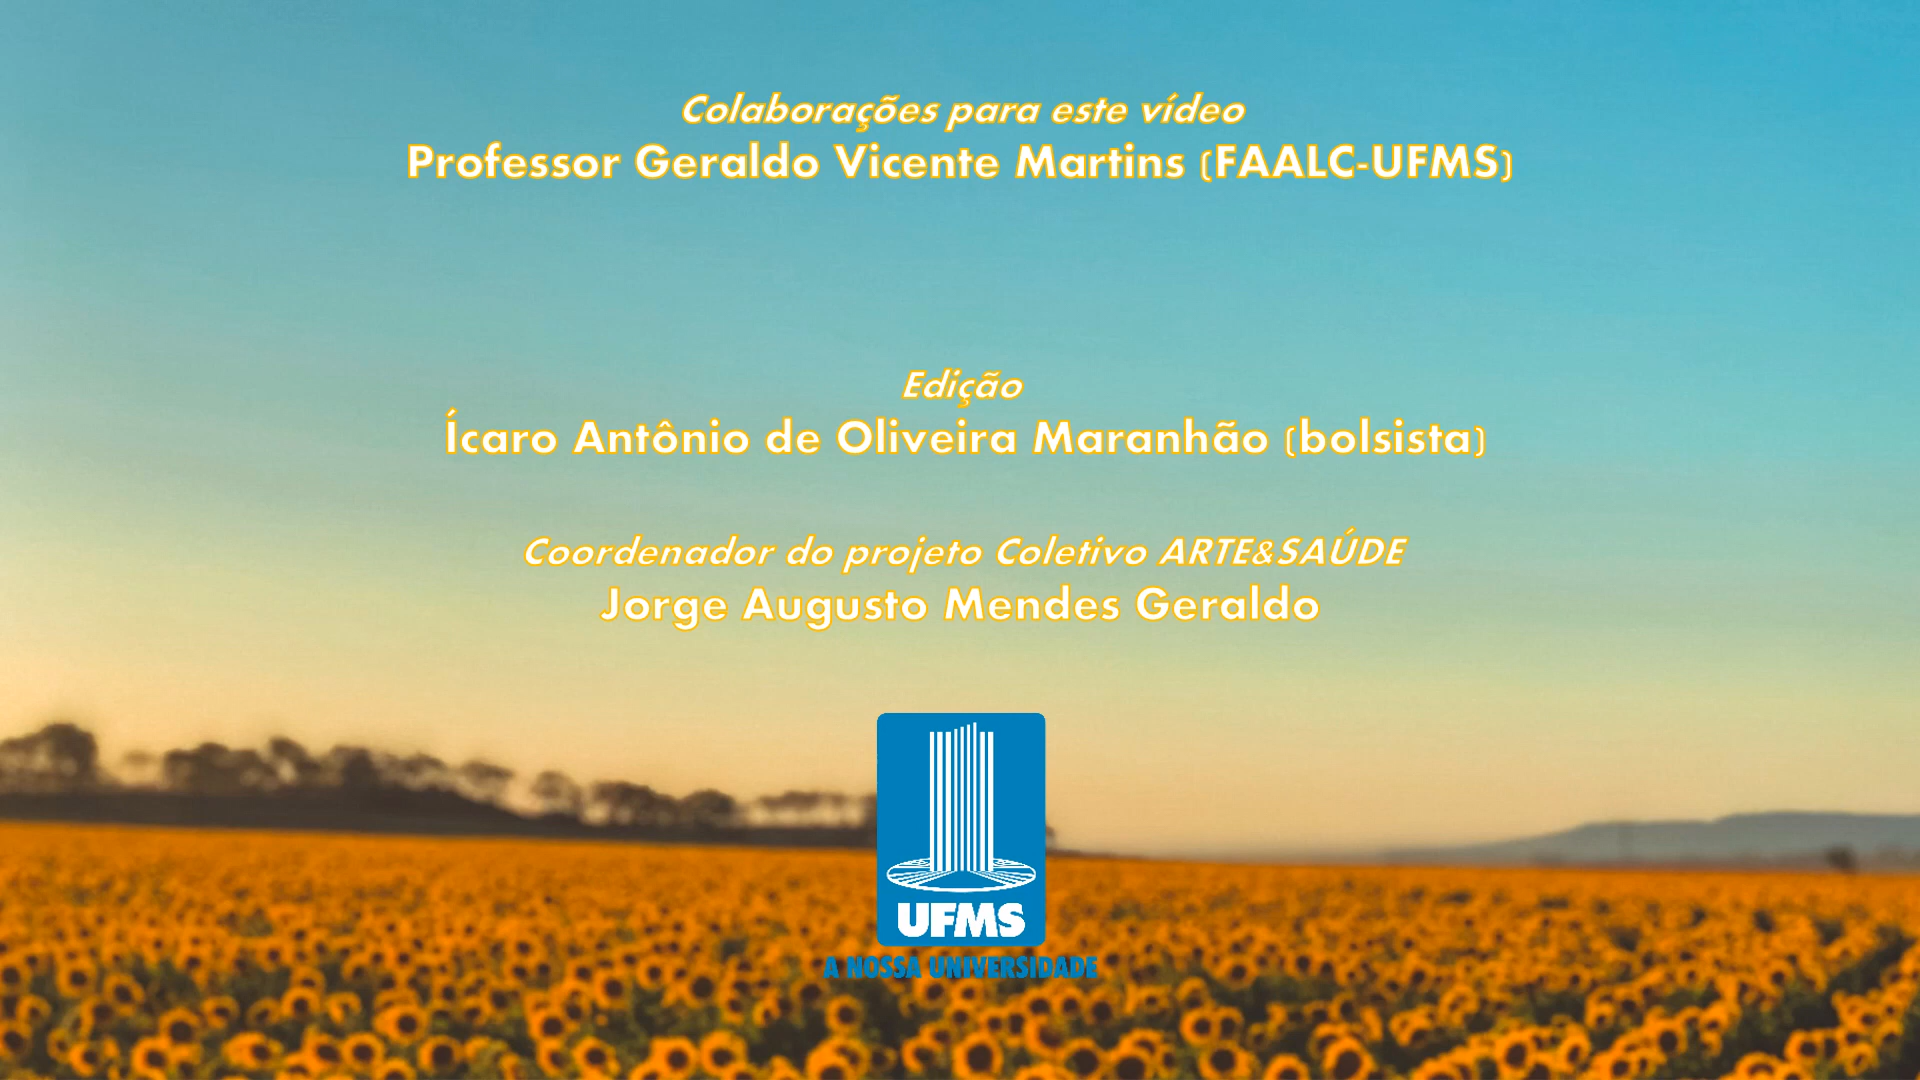 Colaborações para este vídeo
Professor Geraldo Vicente Martins (FAALC-UFMS)
Edição
Ícaro Antônio de Oliveira Maranhão (bolsista)
Coordenador do projeto Coletivo ARTE&SAÚDE
Jorge Augusto Mendes Geraldo
UFMS
A NOSSA UNIVERSIDADE